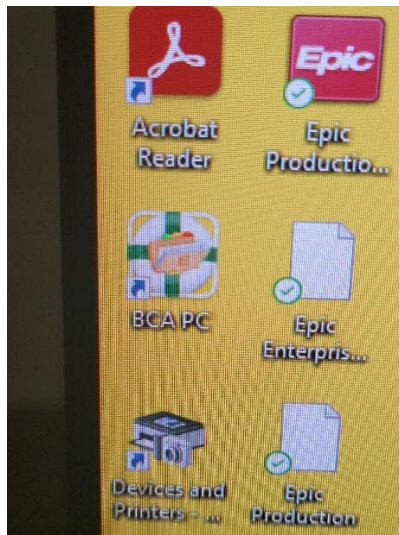 Epic
Acrobat
Reader
Epic
Productio...
BCA PC
Epic
Enterpris...
Devices and
Printers - ...
Epic
Production